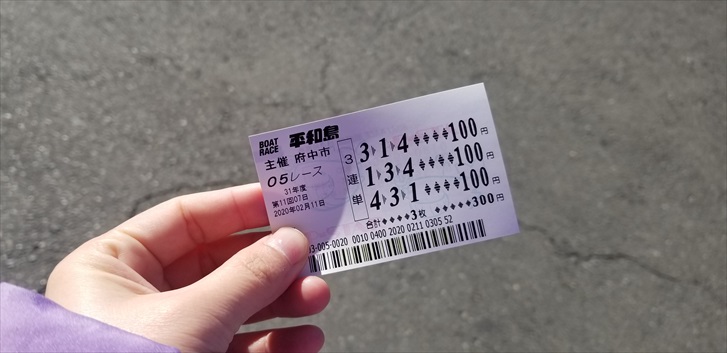 BOAT RACE 平和島
主催 府中市
05レース
31年度
第11回07日
2020年02月11日
3連単
3▸1▸4 ♦♦♦♦100円
1▸3▸4 ♦♦♦♦100円
4▸3▸1 ♦♦♦♦100円
合計♦♦♦♦3枚 ♦♦♦♦♦300円
3-005-0020 0010 0400 2020 0211 0305 52